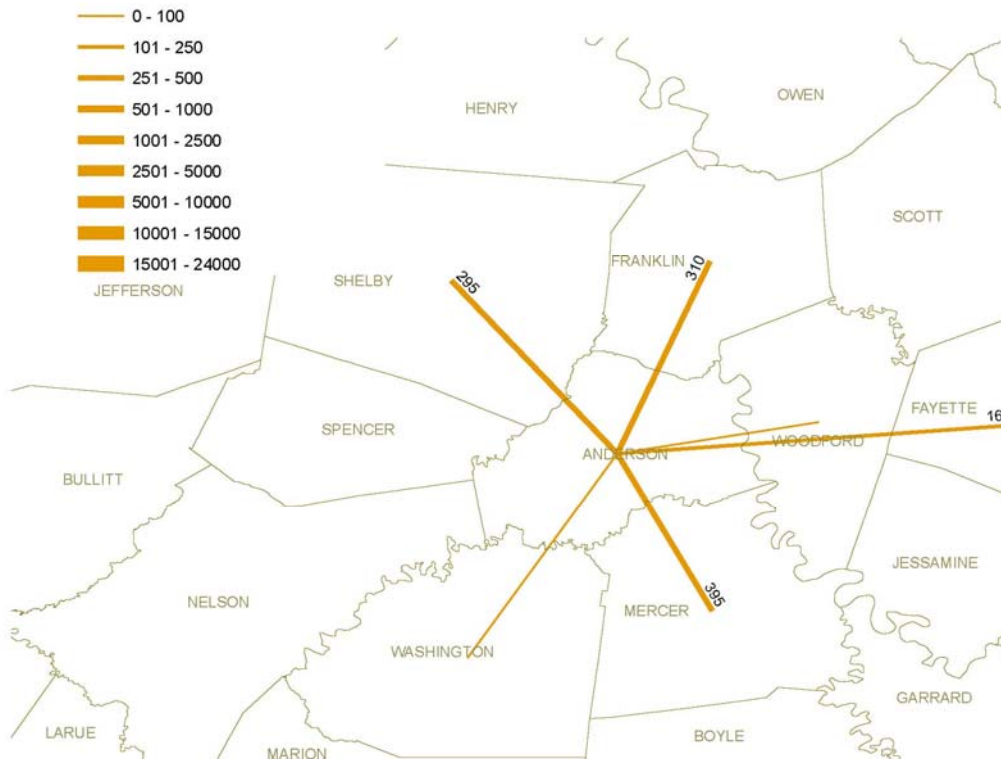 0 - 100
101 - 250
251 - 500
501 - 1000
1001 - 2500
2501 - 5000
5001 - 10000
10001 - 15000
15001 - 24000
HENRY
OWEN
SCOTT
FRANKLIN
310
SHELBY
295
JEFFERSON
FAYETTE
16
SPENCER
WOODFORD
ANDERSON
BULLITT
JESSAMINE
NELSON
MERCER
395
WASHINGTON
GARRARD
LARUE
BOYLE
MARION